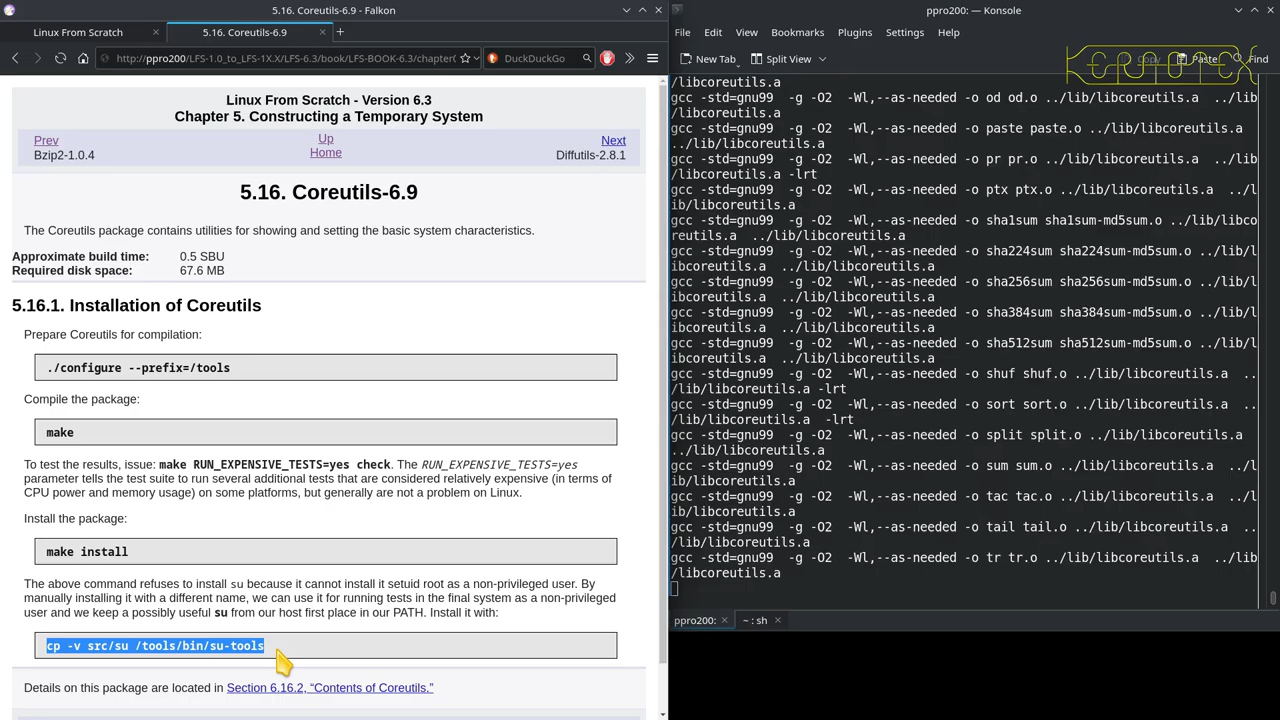 5.16. Coreutils-6.9 — Falkon
Linux From Scratch
5.16. Coreutils-6.9
http://ppro200/LFS-1.0_to_LFS-1X.X/LFS-6.3/book/LFS-BOOK-6.3/chapter(
DuckDuckGo
Linux From Scratch - Version 6.3
Chapter 5. Constructing a Temporary System
Prev
Up
Next
Bzip2-1.0.4
Home
Diffutils-2.8.1
5.16. Coreutils-6.9
The Coreutils package contains utilities for showing and setting the basic system characteristics.
Approximate build time: 0.5 SBU
Required disk space: 67.6 MB
5.16.1. Installation of Coreutils
Prepare Coreutils for compilation:
./configure --prefix=/tools
Compile the package:
make
To test the results, issue: make RUN_EXPENSIVE_TESTS=yes check. The RUN_EXPENSIVE_TESTS=yes
parameter tells the test suite to run several additional tests that are considered relatively expensive (in terms of
CPU power and memory usage) on some platforms, but generally are not a problem on Linux.
Install the package:
make install
The above command refuses to install su because it cannot install it setuid root as a non-privileged user. By
manually installing it with a different name, we can use it for running tests in the final system as a non-privileged
user and we keep a possibly useful su from our host first place in our PATH. Install it with:
cp -v src/su /tools/bin/su-tools
Details on this package are located in Section 6.16.2, “Contents of Coreutils.”
ppro200: — Konsole
File Edit View Bookmarks Plugins Settings Help
New Tab Split View Copy Paste Find
/libcoreutils.a
gcc -std=gnu99  -g -O2  -Wl,--as-needed -o od od.o ../lib/libcoreutils.a  ../lib
/libcoreutils.a
gcc -std=gnu99  -g -O2  -Wl,--as-needed -o paste paste.o ../lib/libcoreutils.a
../lib/libcoreutils.a
gcc -std=gnu99  -g -O2  -Wl,--as-needed -o pr pr.o ../lib/libcoreutils.a  ../lib
/libcoreutils.a -lrt
gcc -std=gnu99  -g -O2  -Wl,--as-needed -o ptx ptx.o ../lib/libcoreutils.a  ../l
ib/libcoreutils.a
gcc -std=gnu99  -g -O2  -Wl,--as-needed -o sha1sum sha1sum-md5sum.o ../lib/libco
reutils.a  ../lib/libcoreutils.a
gcc -std=gnu99  -g -O2  -Wl,--as-needed -o sha224sum sha224sum-md5sum.o ../lib/l
ibcoreutils.a  ../lib/libcoreutils.a
gcc -std=gnu99  -g -O2  -Wl,--as-needed -o sha256sum sha256sum-md5sum.o ../lib/l
ibcoreutils.a  ../lib/libcoreutils.a
gcc -std=gnu99  -g -O2  -Wl,--as-needed -o sha384sum sha384sum-md5sum.o ../lib/l
ibcoreutils.a  ../lib/libcoreutils.a
gcc -std=gnu99  -g -O2  -Wl,--as-needed -o sha512sum sha512sum-md5sum.o ../lib/l
ibcoreutils.a  ../lib/libcoreutils.a
gcc -std=gnu99  -g -O2  -Wl,--as-needed -o shuf shuf.o ../lib/libcoreutils.a  ..
/lib/libcoreutils.a -lrt
gcc -std=gnu99  -g -O2  -Wl,--as-needed -o sort sort.o ../lib/libcoreutils.a  ..
/lib/libcoreutils.a  -lrt
gcc -std=gnu99  -g -O2  -Wl,--as-needed -o split split.o ../lib/libcoreutils.a
../lib/libcoreutils.a
gcc -std=gnu99  -g -O2  -Wl,--as-needed -o sum sum.o ../lib/libcoreutils.a  ../l
ib/libcoreutils.a
gcc -std=gnu99  -g -O2  -Wl,--as-needed -o tac tac.o ../lib/libcoreutils.a  ../l
ib/libcoreutils.a
gcc -std=gnu99  -g -O2  -Wl,--as-needed -o tail tail.o ../lib/libcoreutils.a  ..
/lib/libcoreutils.a
gcc -std=gnu99  -g -O2  -Wl,--as-needed -o tr tr.o ../lib/libcoreutils.a  ../lib
/libcoreutils.a
ppro200:
~ : sh